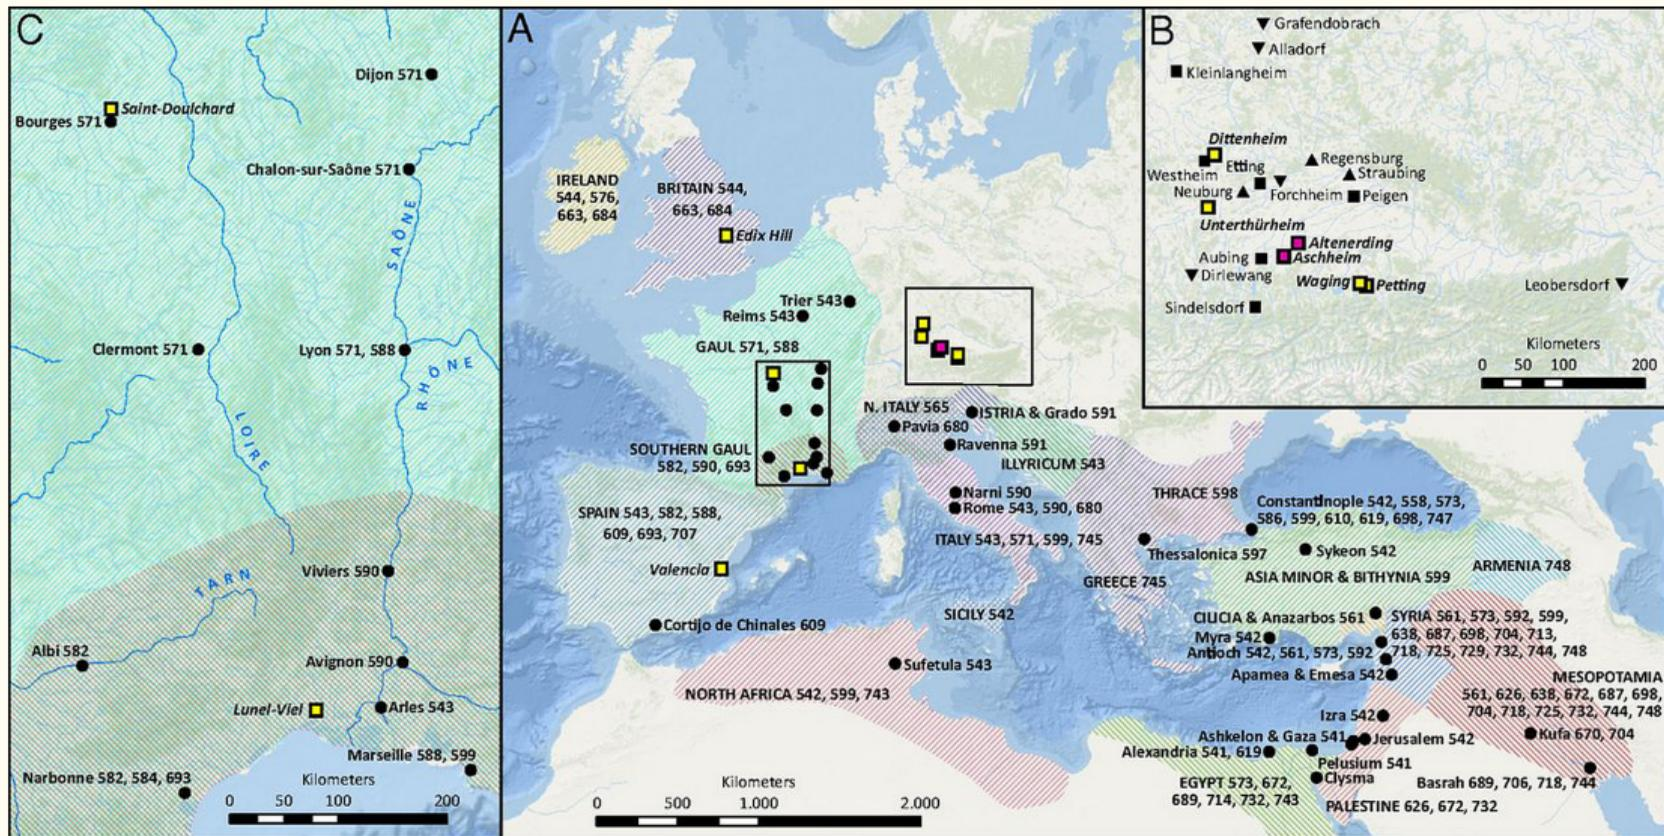 C
Dijon 571
Saint-Doulchard
Bourges 571
Chalon-sur-Saône 571
SAÔNE
Clermont 571
Lyon 571, 588
RHÔNE
LOIRE
Viviers 590
TARN
Albi 582
Avignon 590
Lunel-Viel
Arles 543
Marseille 588, 599
Narbonne 582, 584, 693
Kilometers
0 50 100 200
A
IRELAND
544, 576,
663, 684
BRITAIN 544,
663, 684
Edix Hill
Trier 543
Reims 543
GAUL 571, 588
N. ITALY 565
ISTRIA & Grado 591
Pavia 680
Ravenna 591
SOUTHERN GAUL
582, 590, 693
ILLYRICUM 543
Narni 590
Rome 543, 590, 680
THRACE 598
Constantinople 542, 558, 573,
586, 599, 610, 619, 698, 747
SPAIN 543, 582, 588,
609, 693, 707
ITALY 543, 571, 599, 745
Thessalonica 597
Sykeon 542
Valencia
GREECE 745
ASIA MINOR & BITHYNIA 599
ARMENIA 748
SICILY 542
Cortijo de Chinales 609
CILICIA & Anazarbos 561
SYRIA 561, 573, 592, 599,
638, 687, 698, 704, 713,
718, 725, 729, 732, 744, 748
Myra 542
Antioch 542, 561, 573, 592
Sufetula 543
Apamea & Emesa 542
MESOPOTAMIA
561, 626, 638, 672, 687, 698,
704, 718, 725, 732, 744, 748
NORTH AFRICA 542, 599, 743
Izra 542
Ashkelon & Gaza 541
Jerusalem 542
Kufa 670, 704
Alexandria 541, 619
Pelusium 541
Clysma
Basrah 689, 706, 718, 744
EGYPT 573, 672,
689, 714, 732, 743
PALESTINE 626, 672, 732
Kilometers
0 500 1.000 2.000
B
Grafendobrach
Alladorf
Kleinlangheim
Dittenheim
Westheim
Etting
Regensburg
Straubing
Neuburg
Forchheim
Peigen
Unterthürheim
Altenerding
Aubing
Aschheim
Dirlewang
Waging
Petting
Leobersdorf
Sindelsdorf
Kilometers
0 50 100 200